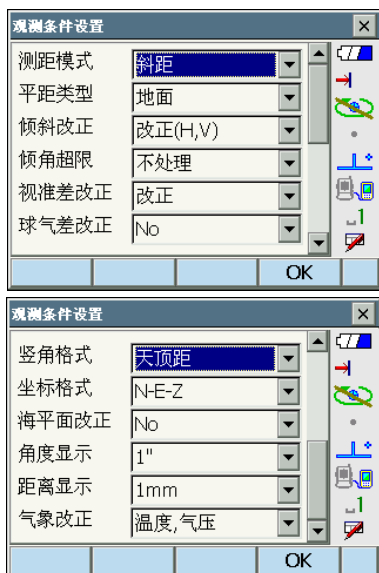 观测条件设置
测距模式 斜距
平距类型 地面
倾斜改正 改正(H,V)
倾角超限 不处理
视准差改正 改正
球气差改正 No
1
OK
观测条件设置
竖角格式 天顶距
坐标格式 N-E-Z
海平面改正 No
角度显示 1"
距离显示 1mm
气象改正 温度,气压
1
OK